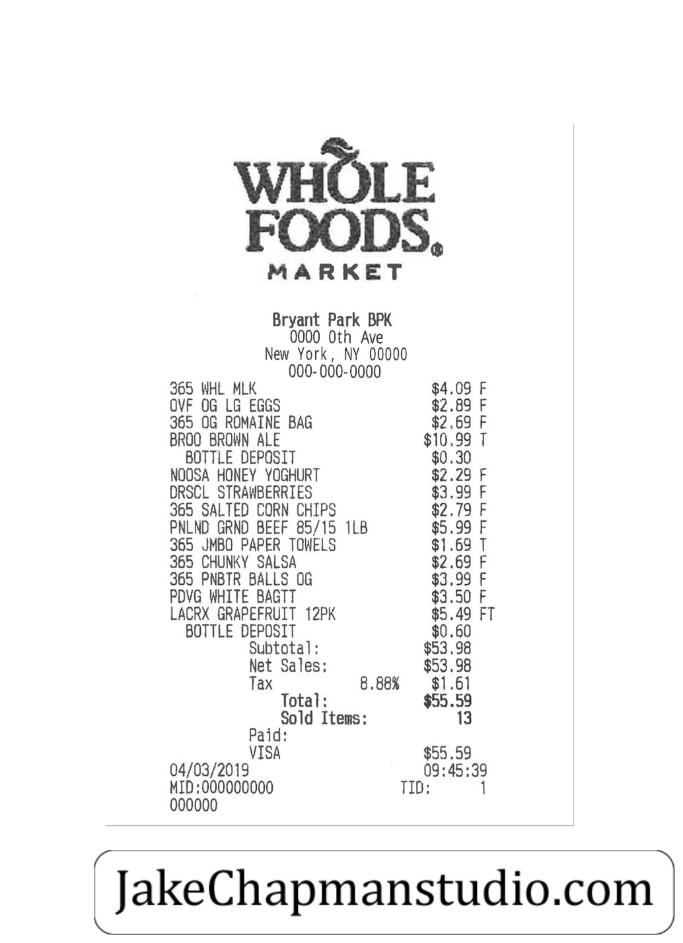 WHOLE
FOODS®
MARKET
Bryant Park BPK
0000 0th Ave
New York, NY 00000
000-000-0000
365 WHL MLK $4.09 F
OVF OG LG EGGS $2.89 F
365 OG ROMAINE BAG $2.69 F
BROO BROWN ALE $10.99 T
BOTTLE DEPOSIT $0.30
NOOSA HONEY YOGHURT $2.29 F
DRSCL STRAWBERRIES $3.99 F
365 SALTED CORN CHIPS $2.79 F
PNLND GRND BEEF 85/15 1LB $5.99 F
365 JMBO PAPER TOWELS $1.69 T
365 CHUNKY SALSA $2.69 F
365 PNBTR BALLS OG $3.99 F
PDVG WHITE BAGTT $3.50 F
LACRX GRAPEFRUIT 12PK $5.49 FT
BOTTLE DEPOSIT $0.60
Subtotal: $53.98
Net Sales: $53.98
Tax 8.88% $1.61
Total: $55.59
Sold Items: 13
Paid:
VISA $55.59
04/03/2019 09:45:39
MID:000000000 TID: 1
000000
JakeChapmanstudio.com